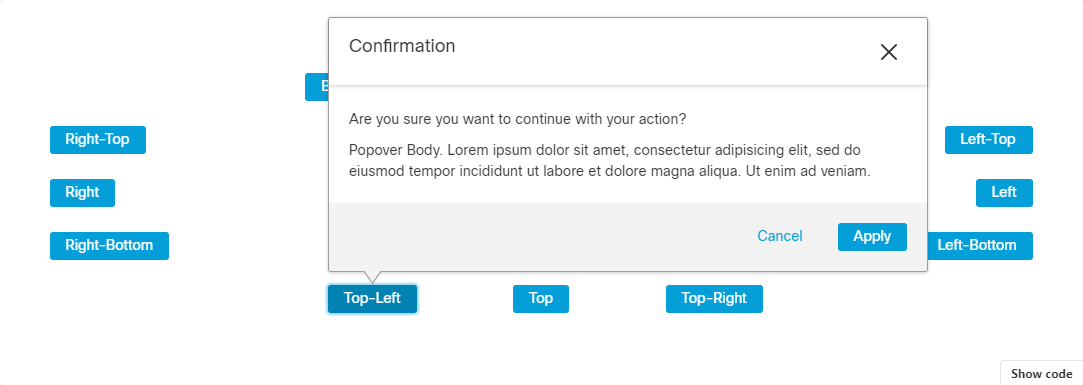 Confirmation
Are you sure you want to continue with your action?
Popover Body. Lorem ipsum dolor sit amet, consectetur adipisicing elit, sed do
eiusmod tempor incididunt ut labore et dolore magna aliqua. Ut enim ad veniam.
Cancel
Apply
Right-Top
Left-Top
Right
Left
Right-Bottom
Left-Bottom
Top-Left
Top
Top-Right
Show code